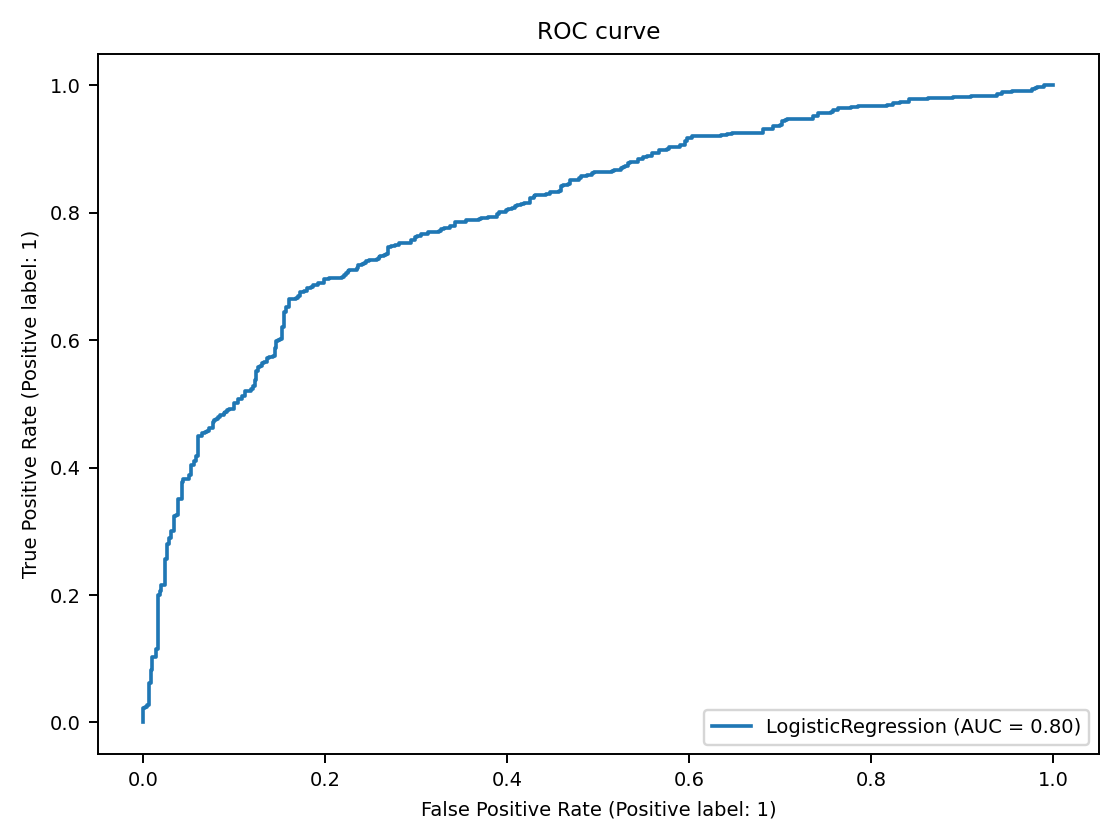 ROC curve
True Positive Rate (Positive label: 1)
1.0
0.8
0.6
0.4
0.2
0.0
0.0 0.2 0.4 0.6 0.8 1.0
False Positive Rate (Positive label: 1)
LogisticRegression (AUC = 0.80)